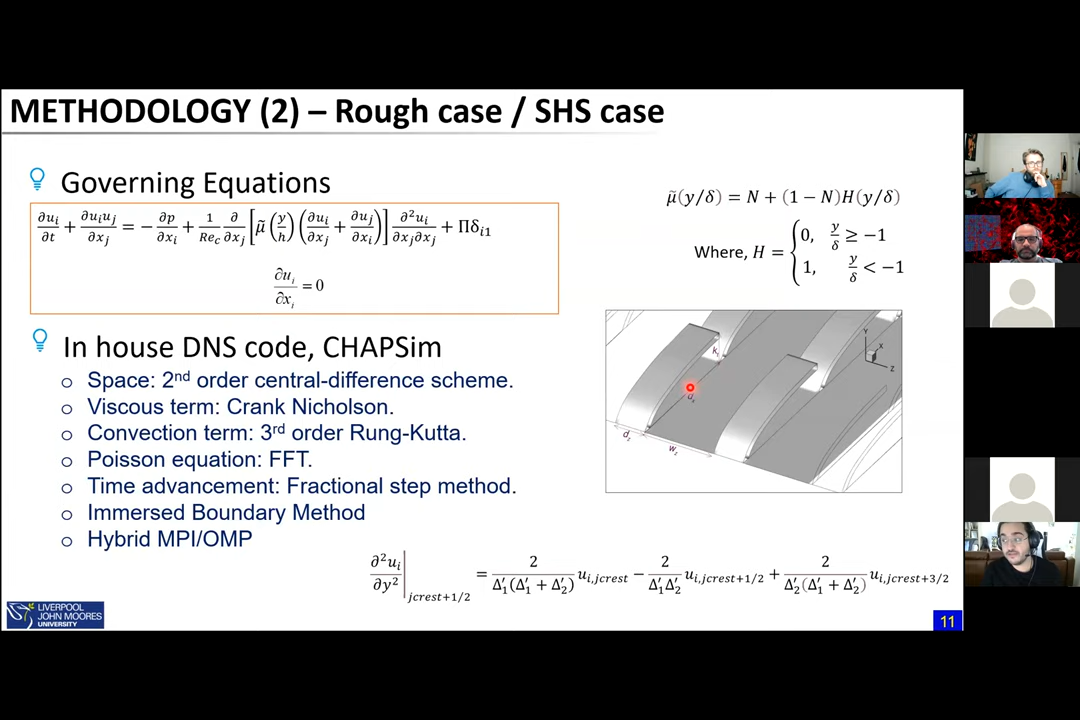 METHODOLOGY (2) – Rough case / SHS case
Governing Equations
∂u_i/∂t + ∂u_iu_j/∂x_j = −∂p/∂x_i + 1/Re_c ∂/∂x_j [μ̃(y/h)(∂u_i/∂x_j + ∂u_j/∂x_i)] ∂²u_i/∂x_j∂x_j + Πδ_i1
∂u_i/∂x_i = 0
μ̃(y/δ) = N + (1 − N)H(y/δ)
Where, H = { 0, y/δ ≥ −1
1, y/δ < −1
In house DNS code, CHAPSim
o Space: 2nd order central-difference scheme.
o Viscous term: Crank Nicholson.
o Convection term: 3rd order Rung-Kutta.
o Poisson equation: FFT.
o Time advancement: Fractional step method.
o Immersed Boundary Method
o Hybrid MPI/OMP
Y
X
Z
d_z
w_z
∂²u_i/∂y² |_jcrest+1/2 = 2/(Δ′_1(Δ′_1 + Δ′_2)) u_i,jcrest − 2/(Δ′_1Δ′_2) u_i,jcrest+1/2 + 2/(Δ′_2(Δ′_1 + Δ′_2)) u_i,jcrest+3/2
LIVERPOOL
JOHN MOORES
UNIVERSITY
11